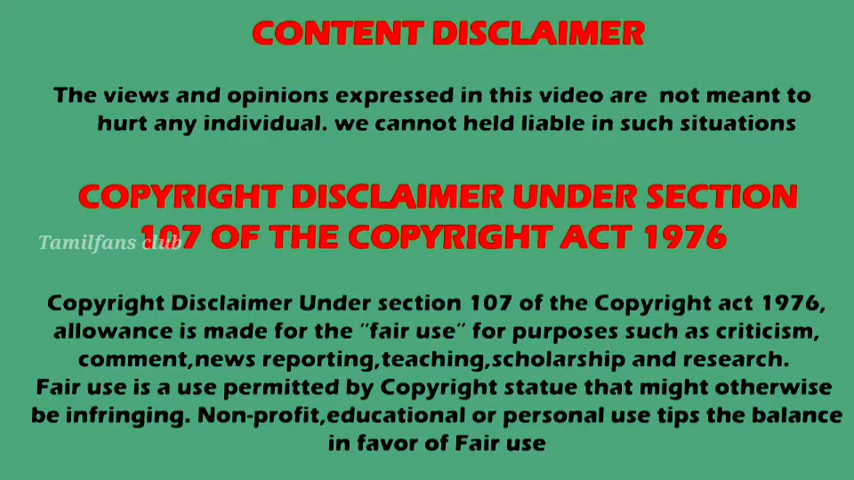 CONTENT DISCLAIMER
The views and opinions expressed in this video are not meant to
hurt any individual. we cannot held liable in such situations
COPYRIGHT DISCLAIMER UNDER SECTION
107 OF THE COPYRIGHT ACT 1976
Tamilfans club
Copyright Disclaimer Under section 107 of the Copyright act 1976,
allowance is made for the "fair use" for purposes such as criticism,
comment,news reporting,teaching,scholarship and research.
Fair use is a use permitted by Copyright statue that might otherwise
be infringing. Non-profit,educational or personal use tips the balance
in favor of Fair use